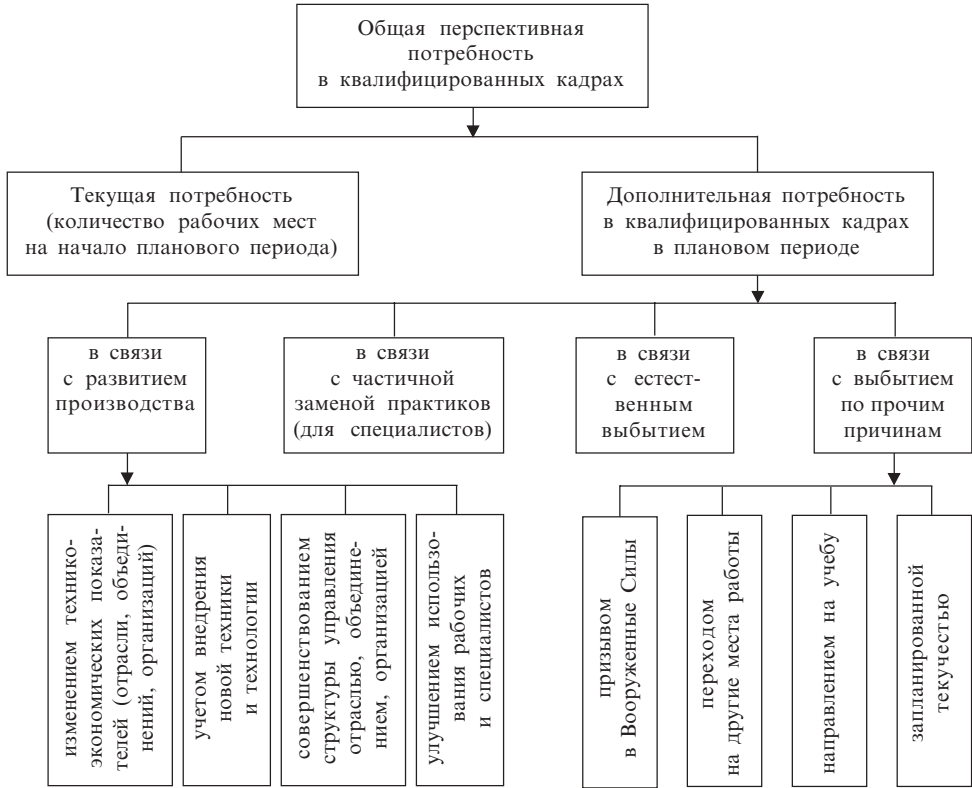 Общая перспективная
потребность
в квалифицированных кадрах
Текущая потребность
(количество рабочих мест
на начало планового периода)
Дополнительная потребность
в квалифицированных кадрах
в плановом периоде
в связи
с развитием
производства
в связи
с частичной
заменой практиков
(для специалистов)
в связи
с естест-
венным
выбытием
в связи
с выбытием
по прочим
причинам
изменением технико-
экономических показа-
телей (отрасли, объеди-
нений, организаций)
учетом внедрения
новой техники
и технологии
совершенствованием
структуры управления
отраслью, объедине-
нием, организацией
улучшением использо-
вания рабочих
и специалистов
призывом
в Вооруженные Силы
переходом
на другие места работы
направлением на учебу
запланированной
текучестью